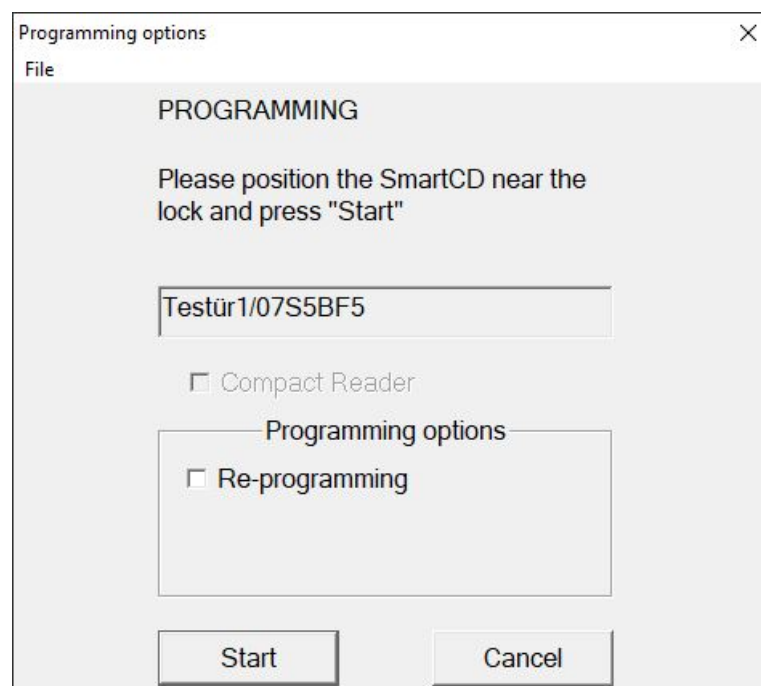 Programming options
File
PROGRAMMING
Please position the SmartCD near the
lock and press "Start"
Testür1/07S5BF5
Compact Reader
Programming options
Re-programming
Start
Cancel